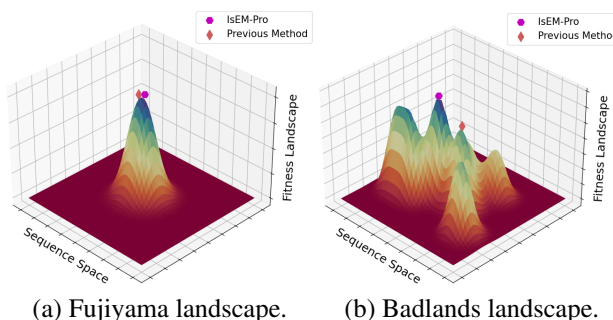 IsEM-Pro
Previous Method
Fitness Landscape
Sequence Space
(a) Fujiyama landscape.
IsEM-Pro
Previous Metho
Fitness Landscape
Sequence Space
(b) Badlands landscape.